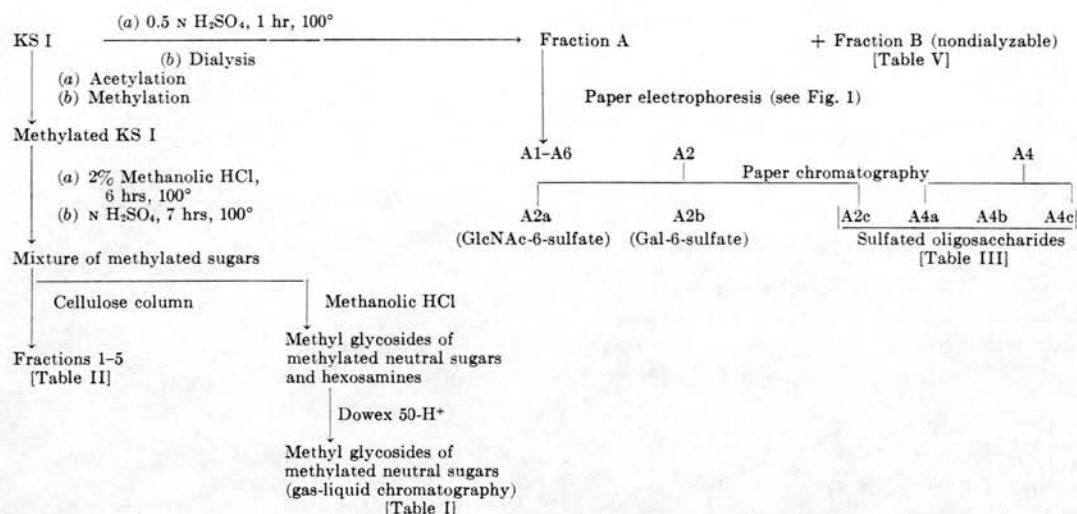 (a) 0.5 N H₂SO₄, 1 hr, 100°
KS I
Fraction A
+ Fraction B (nondialyzable)
(b) Dialysis
[Table V]
(a) Acetylation
(b) Methylation
Paper electrophoresis (see Fig. 1)
Methylated KS I
A1–A6
A2
A4
(a) 2% Methanolic HCl,
6 hrs, 100°
(b) N H₂SO₄, 7 hrs, 100°
Paper chromatography
A2a
A2b
A2c
A4a
A4b
A4c
(GlcNAc-6-sulfate)
(Gal-6-sulfate)
Sulfated oligosaccharides
[Table III]
Mixture of methylated sugars
Cellulose column
Methanolic HCl
Fractions 1–5
[Table II]
Methyl glycosides of
methylated neutral sugars
and hexosamines
Dowex 50-H⁺
Methyl glycosides of
methylated neutral sugars
(gas-liquid chromatography)
[Table I]